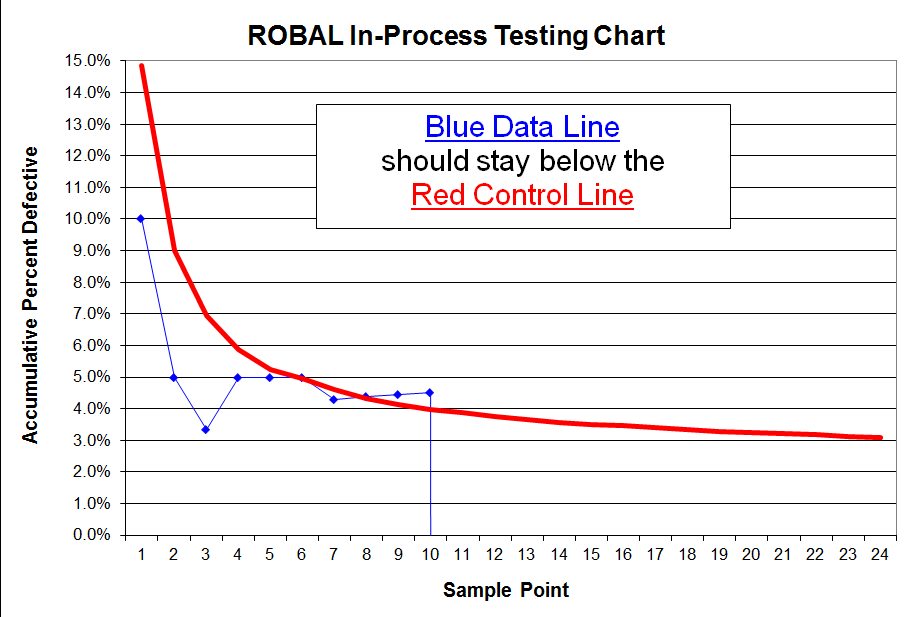 ROBAL In-Process Testing Chart
15.0%
14.0%
13.0%
12.0%
11.0%
10.0%
9.0%
8.0%
7.0%
6.0%
5.0%
4.0%
3.0%
2.0%
1.0%
0.0%
Accumulative Percent Defective
Blue Data Line
should stay below the
Red Control Line
1 2 3 4 5 6 7 8 9 10 11 12 13 14 15 16 17 18 19 20 21 22 23 24
Sample Point